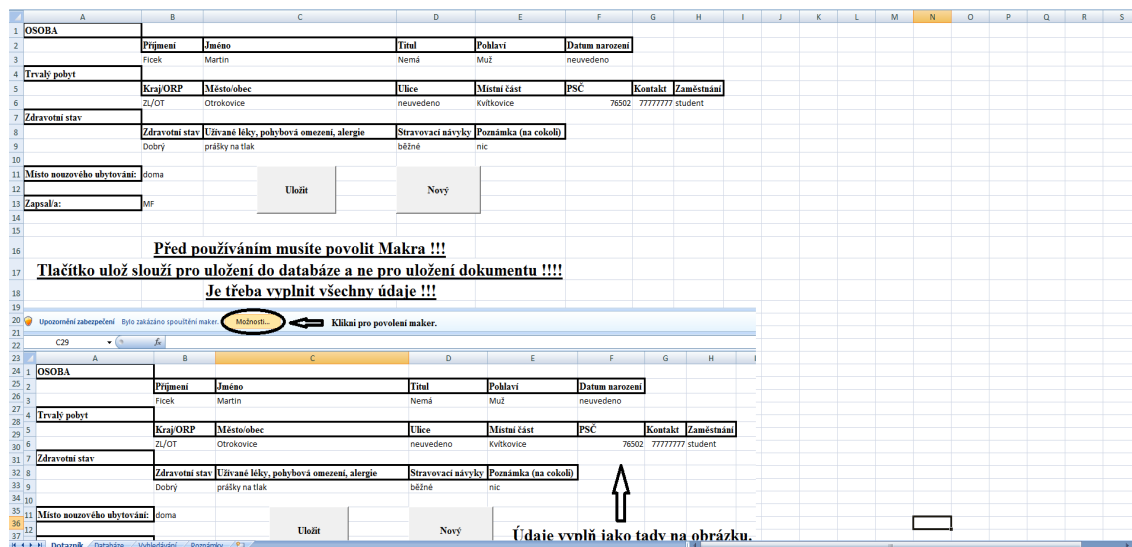 A B C D E F G H I J K L M N O P Q R S
1 OSOBA
2 Příjmení Jméno Titul Pohlaví Datum narození
3 Ficek Martin Nemá Muž neuvedeno
4 Trvalý pobyt
5 Kraj/ORP Město/obec Ulice Místní část PSČ Kontakt Zaměstnání
6 ZL/OT Otrokovice neuvedeno Kvítkovice 76502 77777777 student
7 Zdravotní stav
8 Zdravotní stav Užívané léky, pohybová omezení, alergie Stravovací návyky Poznámka (na cokoli)
9 Dobrý prášky na tlak běžné nic
10
11 Místo nouzového ubytování: doma
12 Uložit Nový
13 Zapsal/a: MF
14
15
16 Před používáním musíte povolit Makra !!!
17 Tlačítko ulož slouží pro uložení do databáze a ne pro uložení dokumentu !!!!
18 Je třeba vyplnit všechny údaje !!!
19
20 Upozornění zabezpečení Bylo zakázáno spouštění maker. Možnosti... Klikni pro povolení maker.
21
22 C29 fx
23 A B C D E F G H I
24 1 OSOBA
25 2 Příjmení Jméno Titul Pohlaví Datum narození
26 3 Ficek Martin Nemá Muž neuvedeno
27 4 Trvalý pobyt
28
29 5 Kraj/ORP Město/obec Ulice Místní část PSČ Kontakt Zaměstnání
30 6 ZL/OT Otrokovice neuvedeno Kvítkovice 76502 77777777 student
31 7 Zdravotní stav
32 8 Zdravotní stav Užívané léky, pohybová omezení, alergie Stravovací návyky Poznámka (na cokoli)
33 9 Dobrý prášky na tlak běžné nic
34 10
35 11 Místo nouzového ubytování: doma
36 12 Uložit Nový
37 Údaje vyplň jako tady na obrázku.
Dotazník Databáze Vyhledávání Poznámky